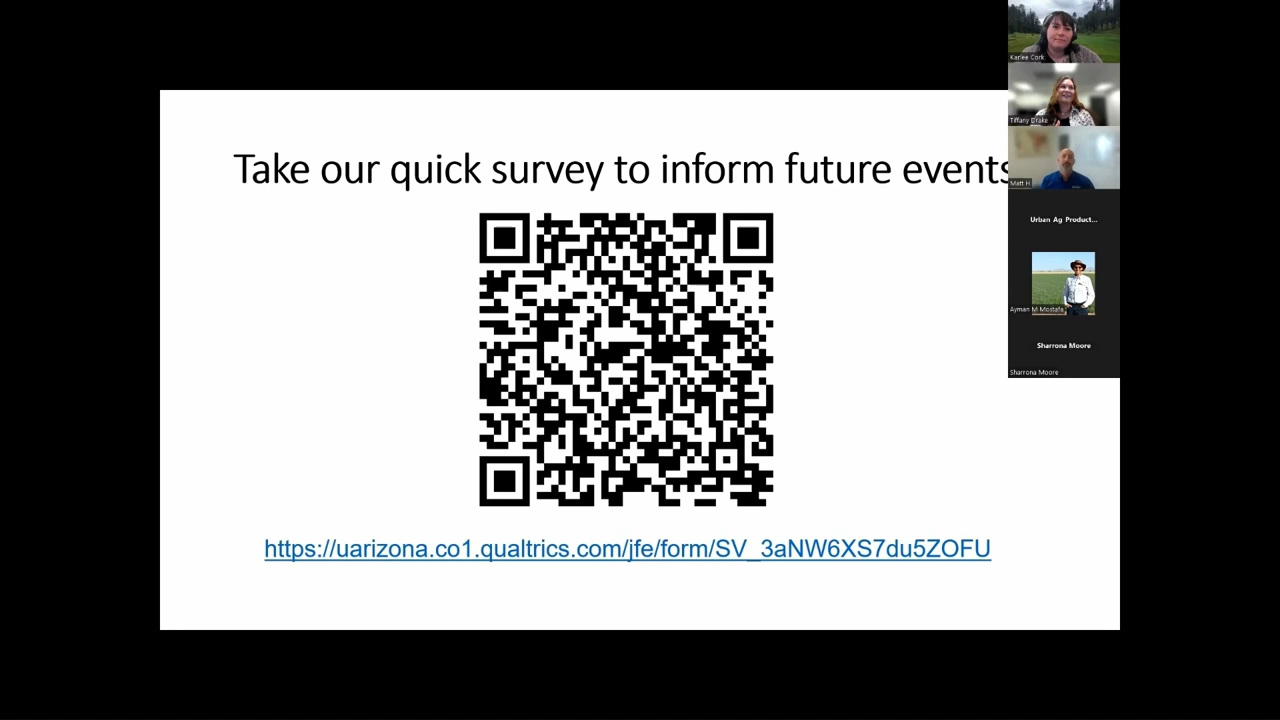 Take our quick survey to inform future events
https://uarizona.co1.qualtrics.com/jfe/form/SV_3aNW6XS7du5ZOFU
Karlee Cork
Tiffany Drake
Matt H
Urban Ag Product...
Ayman M Mostafa
Sharrona Moore
Sharrona Moore